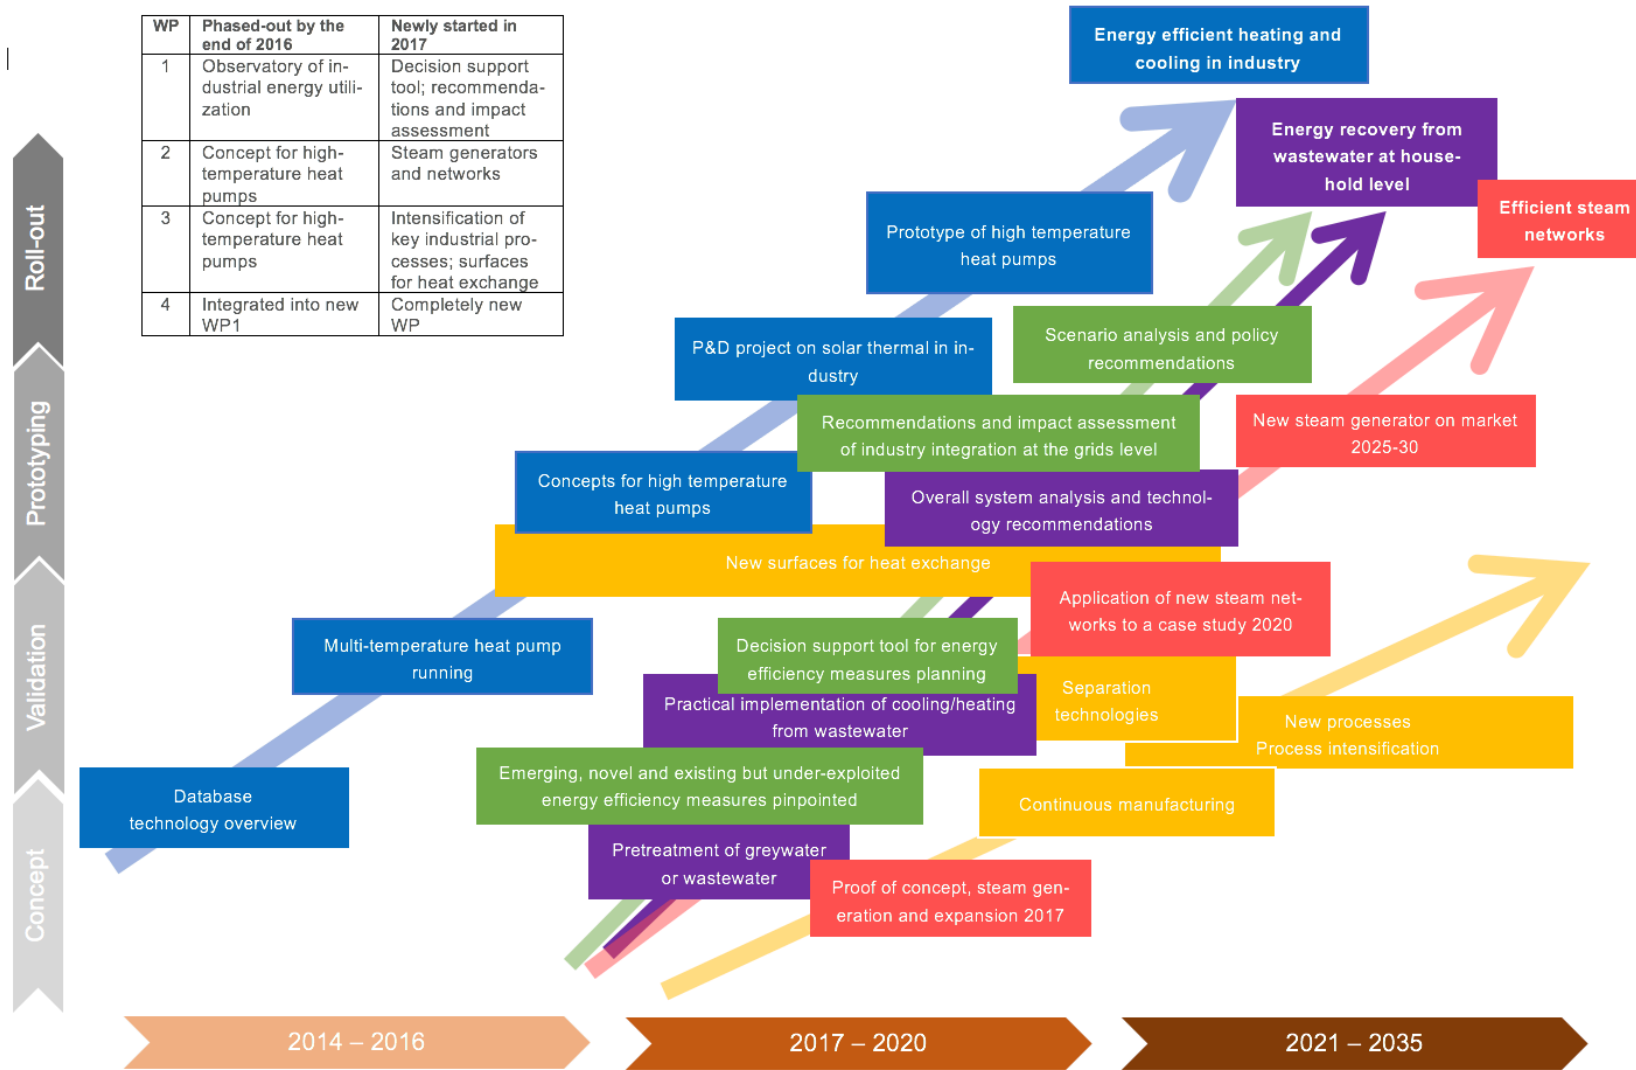 WP Phased-out by the end of 2016 Newly started in 2017
1 Observatory of in-
dustrial energy utili-
zation
Decision support
tool; recommenda-
tions and impact
assessment
2 Concept for high-
temperature heat
pumps
Steam generators
and networks
3 Concept for high-
temperature heat
pumps
Intensification of
key industrial pro-
cesses; surfaces
for heat exchange
4 Integrated into new
WP1
Completely new
WP
Energy efficient heating and
cooling in industry
Energy recovery from
wastewater at house-
hold level
Efficient steam
networks
Roll-out
Prototype of high temperature
heat pumps
Scenario analysis and policy
recommendations
P&D project on solar thermal in in-
dustry
Recommendations and impact assessment
of industry integration at the grids level
New steam generator on market
2025-30
Prototyping
Concepts for high temperature
heat pumps
Overall system analysis and technol-
ogy recommendations
New surfaces for heat exchange
Application of new steam net-
works to a case study 2020
Validation
Multi-temperature heat pump
running
Decision support tool for energy
efficiency measures planning
Separation
technologies
Practical implementation of cooling/heating
from wastewater
New processes
Process intensification
Emerging, novel and existing but under-exploited
energy efficiency measures pinpointed
Database
technology overview
Continuous manufacturing
Concept
Pretreatment of greywater
or wastewater
Proof of concept, steam gen-
eration and expansion 2017
2014 – 2016
2017 – 2020
2021 – 2035